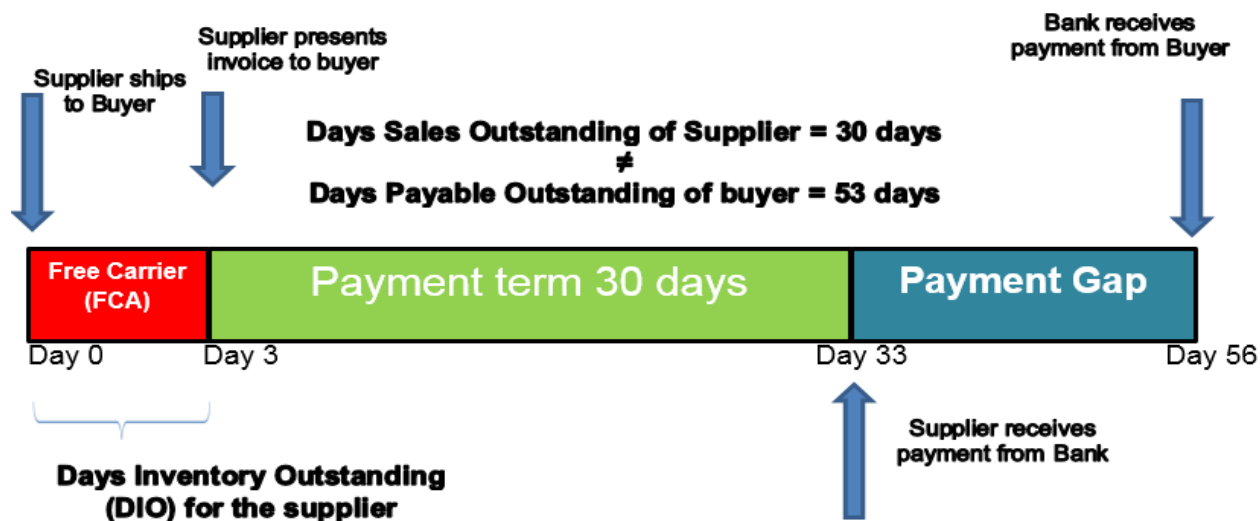 Supplier ships
to Buyer
Supplier presents
invoice to buyer
Bank receives
payment from Buyer
Days Sales Outstanding of Supplier = 30 days
≠
Days Payable Outstanding of buyer = 53 days
Free Carrier
(FCA)
Payment term 30 days
Payment Gap
Day 0
Day 3
Day 33
Day 56
Days Inventory Outstanding
(DIO) for the supplier
Supplier receives
payment from Bank